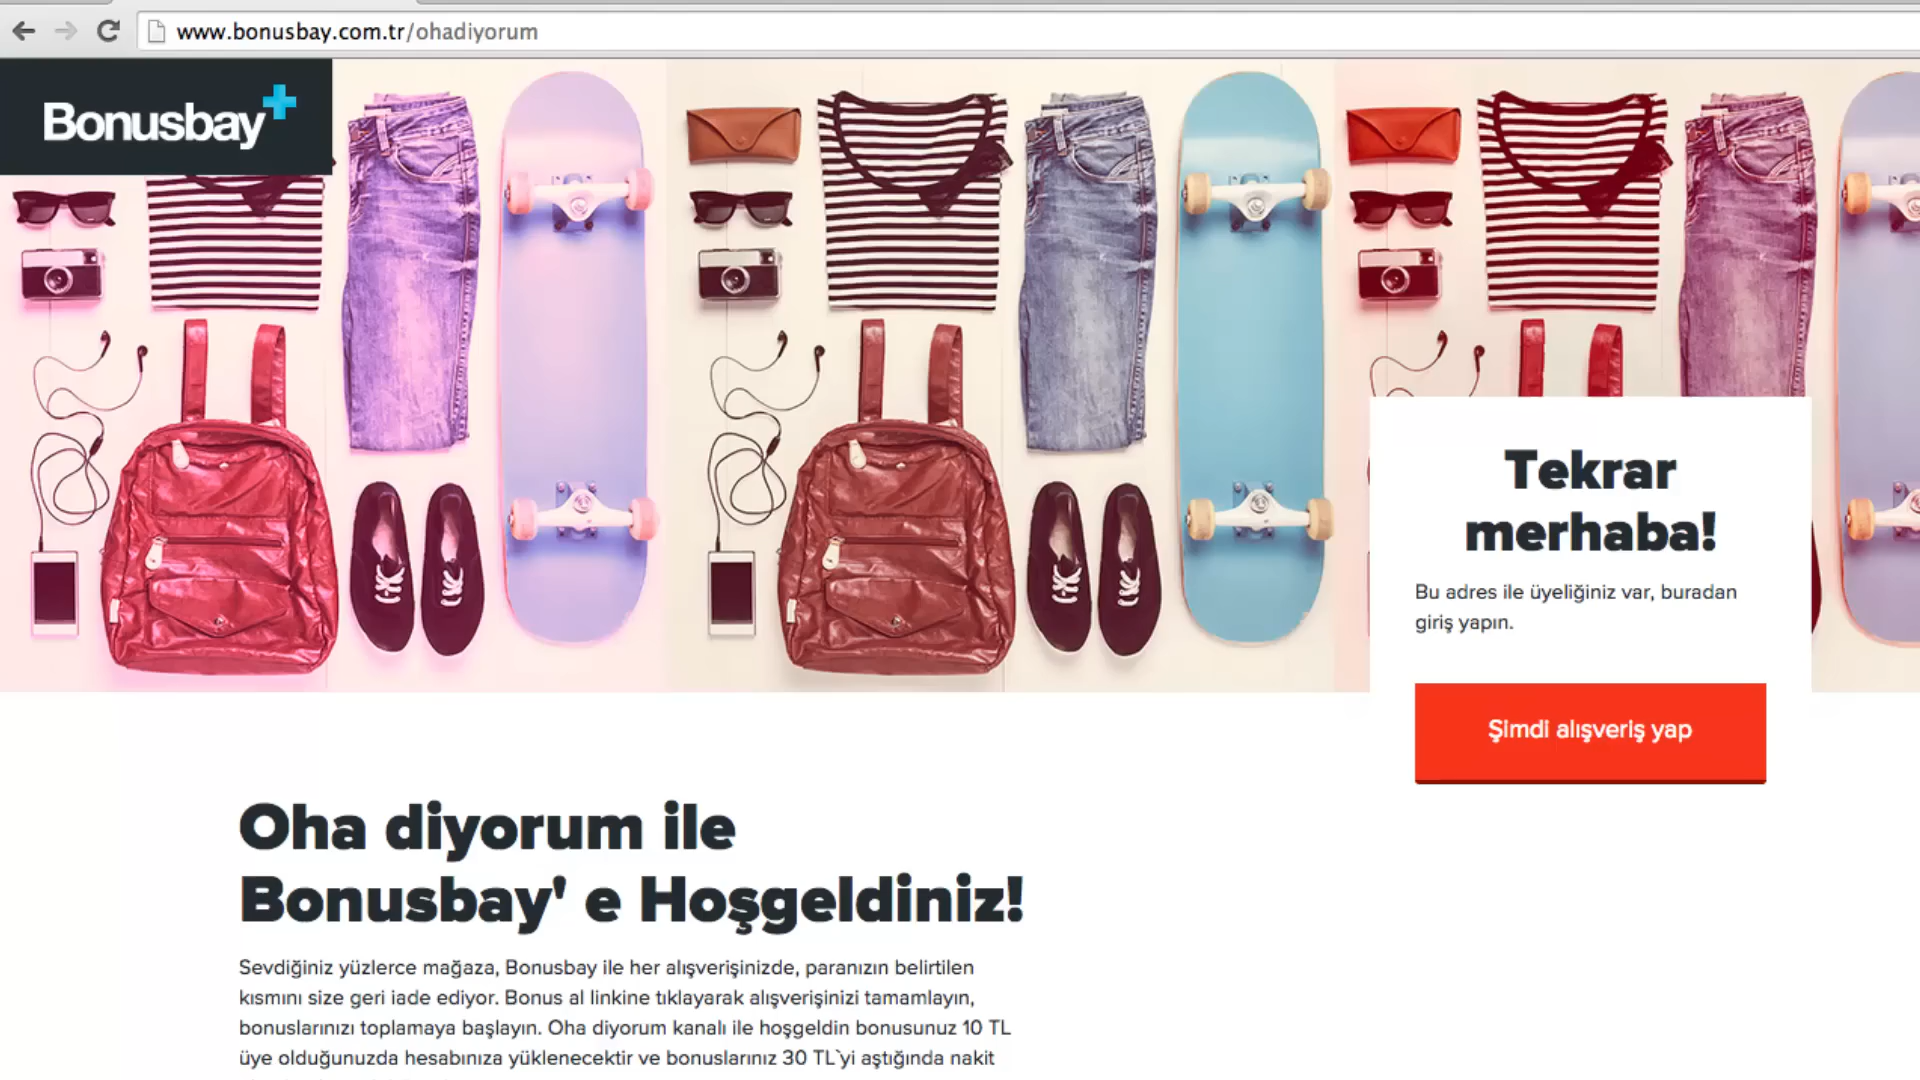 www.bonusbay.com.tr/ohadiyorum
Bonusbay+
Tekrar
merhaba!
Bu adres ile üyeliğiniz var, buradan
giriş yapın.
Şimdi alışveriş yap
Oha diyorum ile
Bonusbay' e Hoşgeldiniz!
Sevdiğiniz yüzlerce mağaza, Bonusbay ile her alışverişinizde, paranızın belirtilen
kısmını size geri iade ediyor. Bonus al linkine tıklayarak alışverişinizi tamamlayın,
bonuslarınızı toplamaya başlayın. Oha diyorum kanalı ile hoşgeldin bonusunuz 10 TL
üye olduğunuzda hesabınıza yüklenecektir ve bonuslarınız 30 TL`yi aştığında nakit